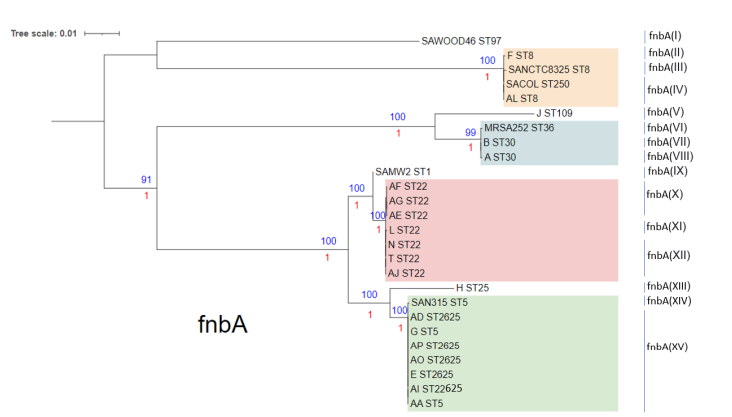 Tree scale: 0.01
SAWOOD46 ST97 fnbA(I)
F ST8 fnbA(II)
100
SANCTC8325 ST8 fnbA(III)
1
SACOL ST250 fnbA(IV)
AL ST8
J ST109 fnbA(V)
100
MRSA252 ST36 fnbA(VI)
1
99
B ST30 fnbA(VII)
1
A ST30 fnbA(VIII)
SAMW2 ST1 fnbA(IX)
91
1
100
AF ST22 fnbA(X)
1
AG ST22
100
AE ST22
1
L ST22 fnbA(XI)
100
N ST22
1
T ST22 fnbA(XII)
AJ ST22
H ST25 fnbA(XIII)
100
SAN315 ST5 fnbA(XIV)
1
100
AD ST2625
1
G ST5
fnbA
AP ST2625 fnbA(XV)
AO ST2625
E ST2625
AI ST22625
AA ST5